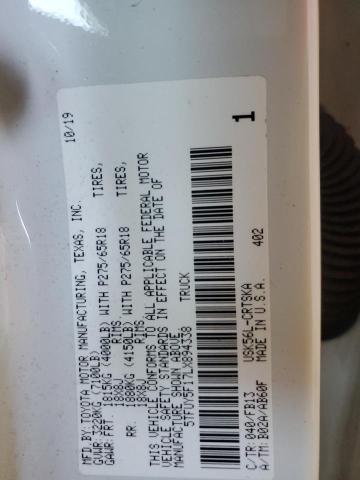 10/19
MFD.BY:TOYOTA MOTOR MANUFACTURING, TEXAS, INC.
GVWR: 3220KG (7100LB)
GAWR:FRT 1815KG (4000LB) WITH P275/65R18 TIRES,
18X8J RIMS
RR. 1880KG (4150LB) WITH P275/65R18 TIRES,
18X8J RIMS
THIS VEHICLE CONFORMS TO ALL APPLICABLE FEDERAL MOTOR
VEHICLE SAFETY STANDARDS IN EFFECT ON THE DATE OF
MANUFACTURE SHOWN ABOVE.
5TFDY5F17LX894338 TRUCK
1
402
USK56L-CRTSKA
C/TR:040/FB13 MADE IN U.S.A.
A/TM:B02A/AB60F